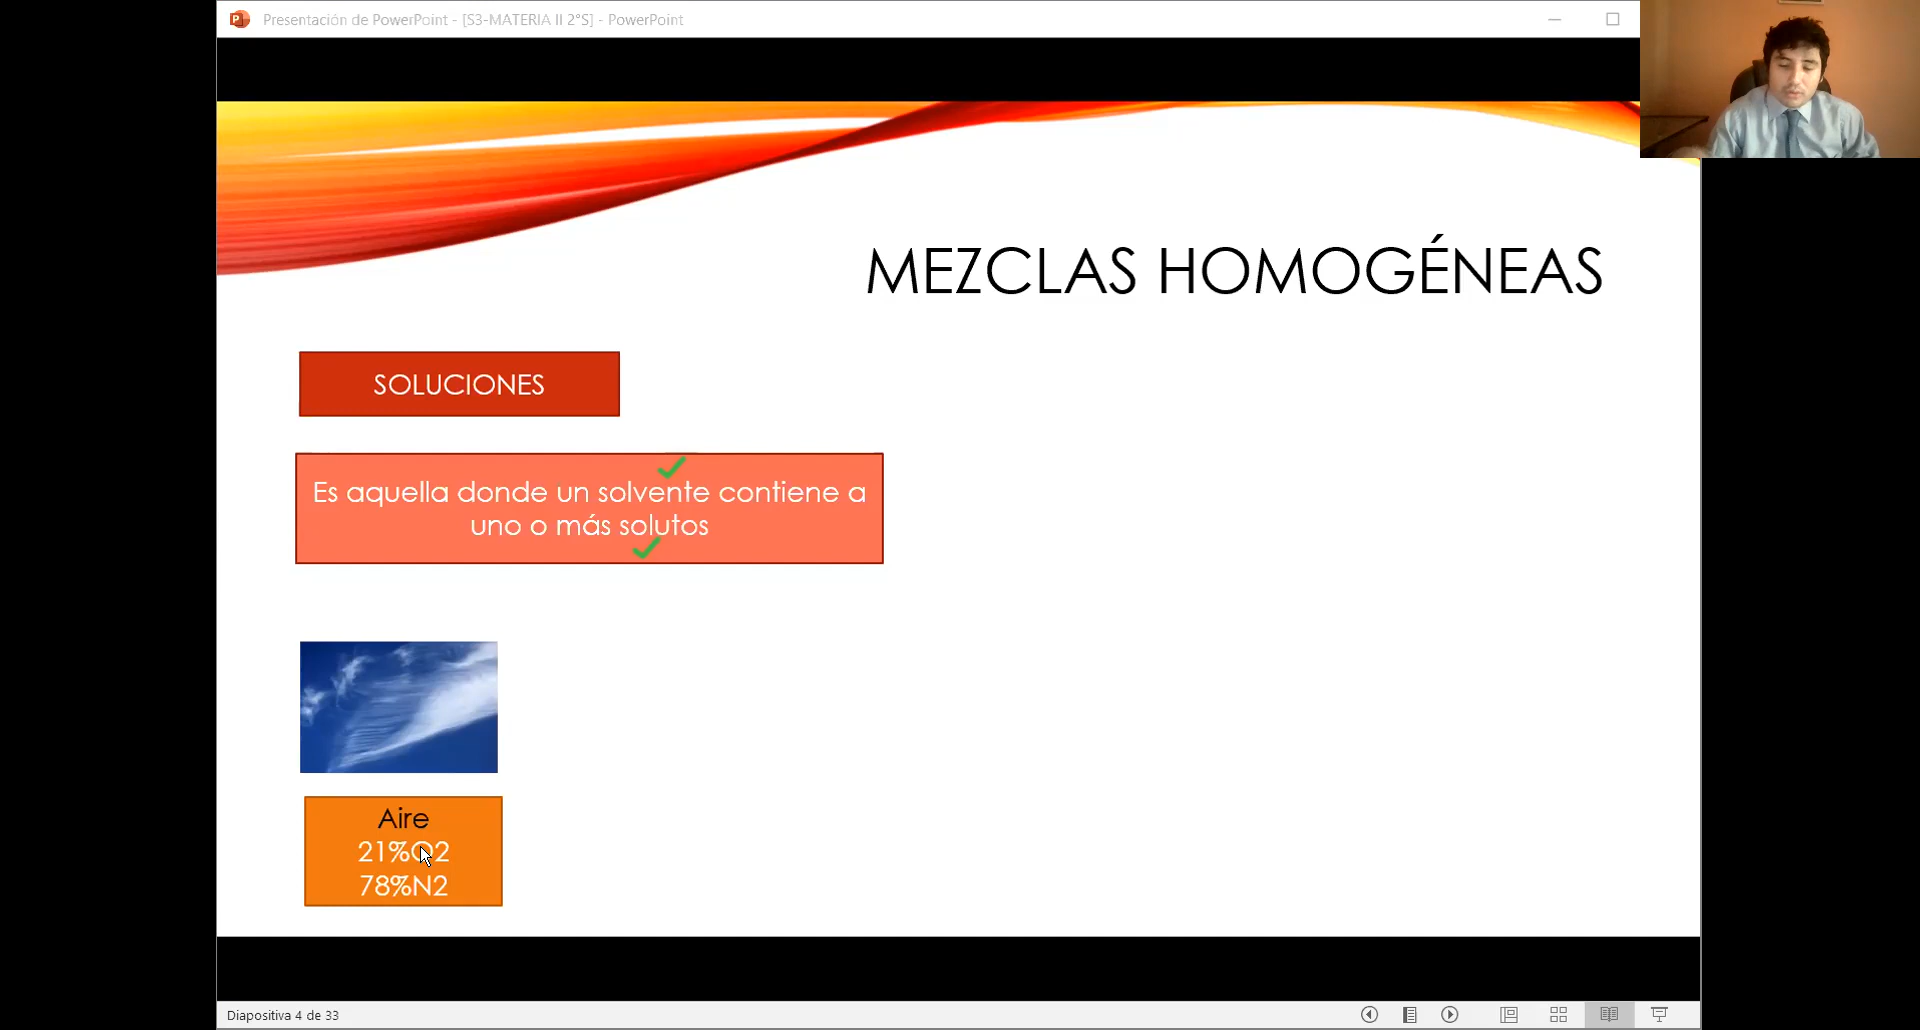 Presentación de PowerPoint - [S3-MATERIA II 2°S] - PowerPoint
MEZCLAS HOMOGÉNEAS
SOLUCIONES
Es aquella donde un solvente contiene a
uno o más solutos
Aire
21%O2
78%N2
Diapositiva 4 de 33